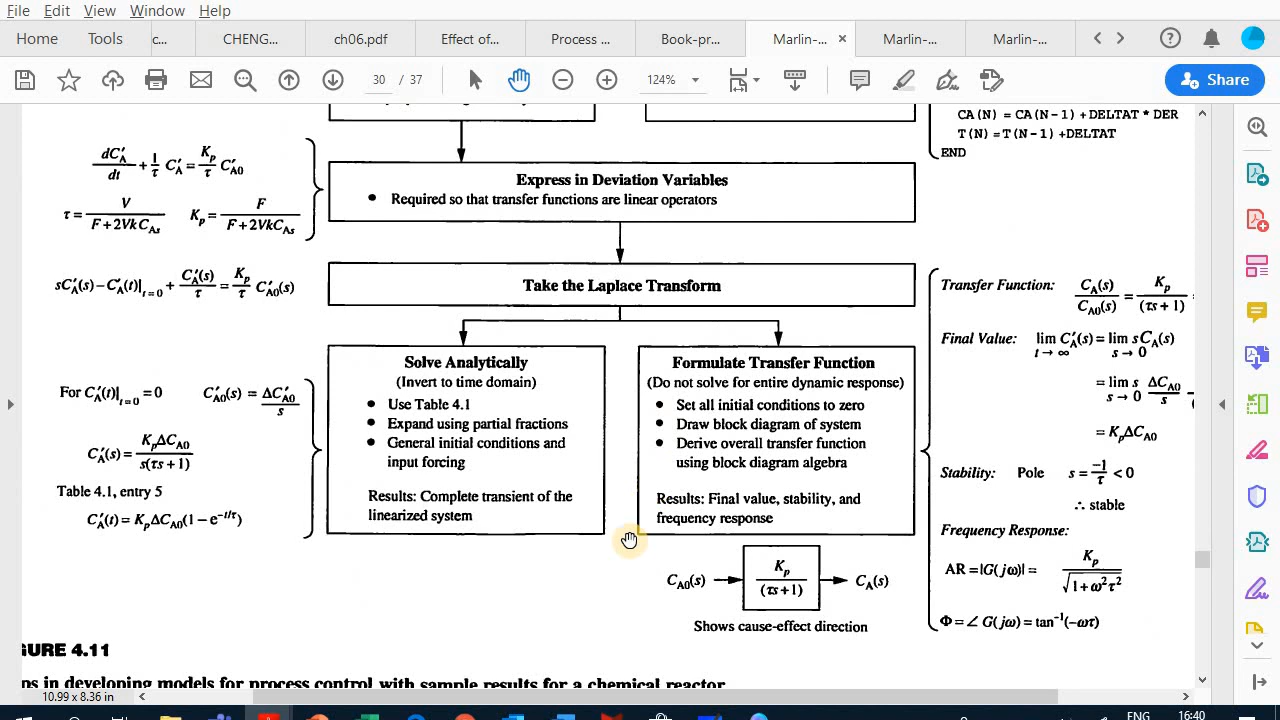 File Edit View Window Help
Home Tools c... CHENG... ch06.pdf Effect of... Process ... Book-pr... Marlin-... × Marlin-... Marlin-...
30 / 37 124% Share
CA(N) = CA(N-1) + DELTAT * DER
T(N) = T(N-1) + DELTAT
END
dC′A/dt + 1/τ C′A = Kp/τ C′A0
τ = V/(F+2VkCAs) Kp = F/(F+2VkCAs)
Express in Deviation Variables
• Required so that transfer functions are linear operators
sC′A(s) − C′A(t)|t=0 + C′A(s)/τ = Kp/τ C′A0(s)
Take the Laplace Transform
For C′A(t)|t=0 = 0 C′A0(s) = ΔC′A0/s
C′A(s) = KpΔCA0/s(τs+1)
Table 4.1, entry 5
C′A(t) = KpΔCA0(1 − e−t/τ)
Solve Analytically
(Invert to time domain)
• Use Table 4.1
• Expand using partial fractions
• General initial conditions and
input forcing
Results: Complete transient of the
linearized system
Formulate Transfer Function
(Do not solve for entire dynamic response)
• Set all initial conditions to zero
• Draw block diagram of system
• Derive overall transfer function
using block diagram algebra
Results: Final value, stability, and
frequency response
CA0(s) Kp/(τs+1) CA(s)
Shows cause-effect direction
Transfer Function: CA(s)/CA0(s) = Kp/(τs+1)
Final Value: lim t→∞ C′A(s) = lim s→0 sCA(s)
= lim s→0 s ΔCA0/s
= KpΔCA0
Stability: Pole s = −1/τ < 0
∴ stable
Frequency Response:
AR = |G(jω)| = Kp/√1+ω²τ²
Φ = ∠ G(jω) = tan−1(−ωτ)
GURE 4.11
ps in developing models for process control with sample results for a chemical reactor
10.99 x 8.36 in
ENG 16:40